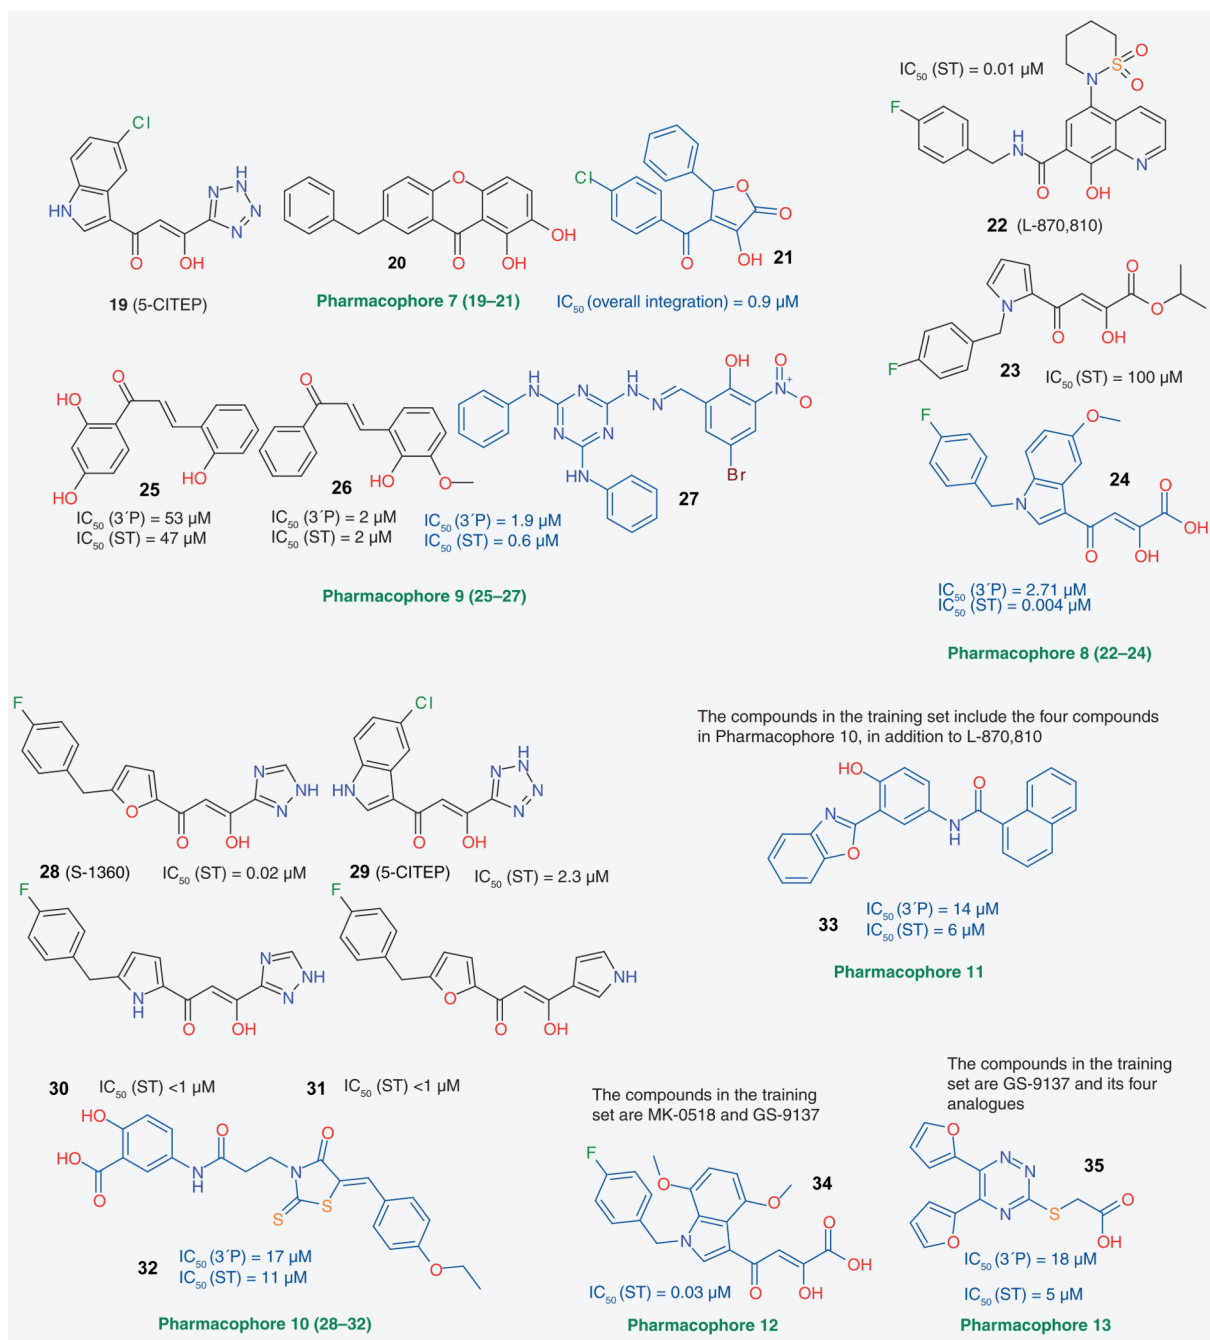 Cl
HN
N
H
N
N
N
O
OH
19 (5-CITEP)
O
O
OH
OH
20
Pharmacophore 7 (19–21)
Cl
O
O
O
OH
21
IC50 (overall integration) = 0.9 µM
IC50 (ST) = 0.01 µM
O
S
O
N
F
H
N
O
OH
N
22 (L-870,810)
N
F
O
OH
O
O
23
IC50 (ST) = 100 µM
O
HO
HO
HO
25
IC50 (3´P) = 53 µM
IC50 (ST) = 47 µM
O
HO
O
26
IC50 (3´P) = 2 µM
IC50 (ST) = 2 µM
H
N
N
H
N
N
N
N
HN
OH
O
N+
O-
Br
27
IC50 (3´P) = 1.9 µM
IC50 (ST) = 0.6 µM
Pharmacophore 9 (25–27)
F
O
N
24
O
OH
O
OH
IC50 (3´P) = 2.71 µM
IC50 (ST) = 0.004 µM
Pharmacophore 8 (22–24)
F
O
O
OH
N
NH
N
28 (S-1360)
IC50 (ST) = 0.02 µM
Cl
HN
O
OH
N
H
N
N
N
29 (5-CITEP)
IC50 (ST) = 2.3 µM
The compounds in the training set include the four compounds
in Pharmacophore 10, in addition to L-870,810
HO
N
O
N
H
O
33
IC50 (3´P) = 14 µM
IC50 (ST) = 6 µM
Pharmacophore 11
F
N
H
O
OH
N
NH
N
30
IC50 (ST) <1 µM
F
O
O
OH
NH
31
IC50 (ST) <1 µM
HO
HO
O
N
H
O
N
O
S
S
O
32
IC50 (3´P) = 17 µM
IC50 (ST) = 11 µM
Pharmacophore 10 (28–32)
The compounds in the training
set are MK-0518 and GS-9137
F
O
O
34
N
O
OH
O
OH
IC50 (ST) = 0.03 µM
Pharmacophore 12
The compounds in the training
set are GS-9137 and its four
analogues
O
N
N
N
O
S
O
OH
35
IC50 (3´P) = 18 µM
IC50 (ST) = 5 µM
Pharmacophore 13